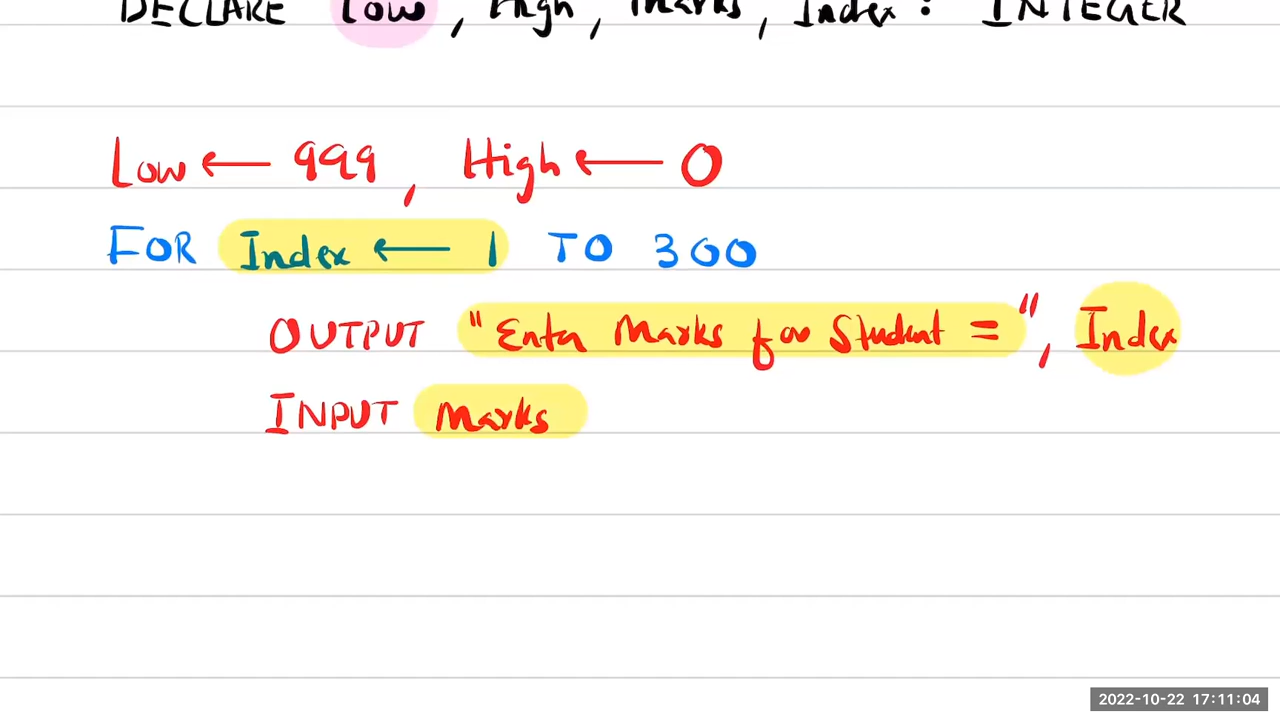 DECLARE Low, High, Marks, Index: INTEGER
Low ← 999, High ← 0
FOR Index ← 1 TO 300
OUTPUT "Enter Marks for Student =", Index
INPUT Marks
2022-10-22 17:11:04